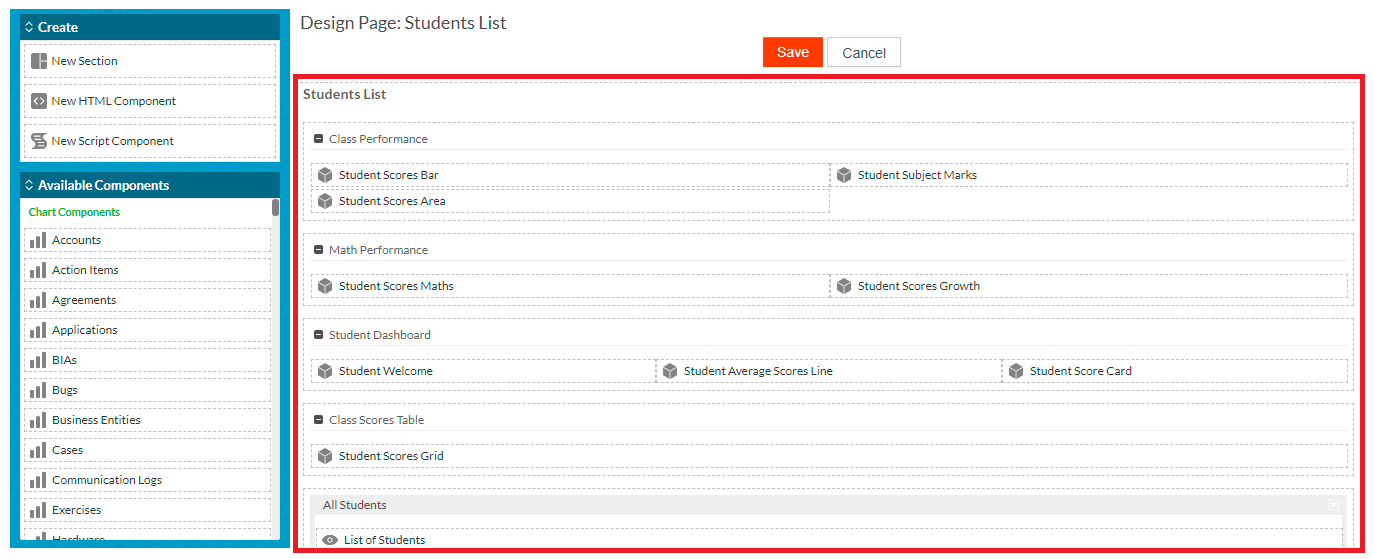 Create
New Section
New HTML Component
New Script Component
Available Components
Chart Components
Accounts
Action Items
Agreements
Applications
BIAs
Bugs
Business Entities
Cases
Communication Logs
Exercises
Hardware
Design Page: Students List
Save Cancel
Students List
Class Performance
Student Scores Bar Student Subject Marks
Student Scores Area
Math Performance
Student Scores Maths Student Scores Growth
Student Dashboard
Student Welcome Student Average Scores Line Student Score Card
Class Scores Table
Student Scores Grid
All Students
List of Students